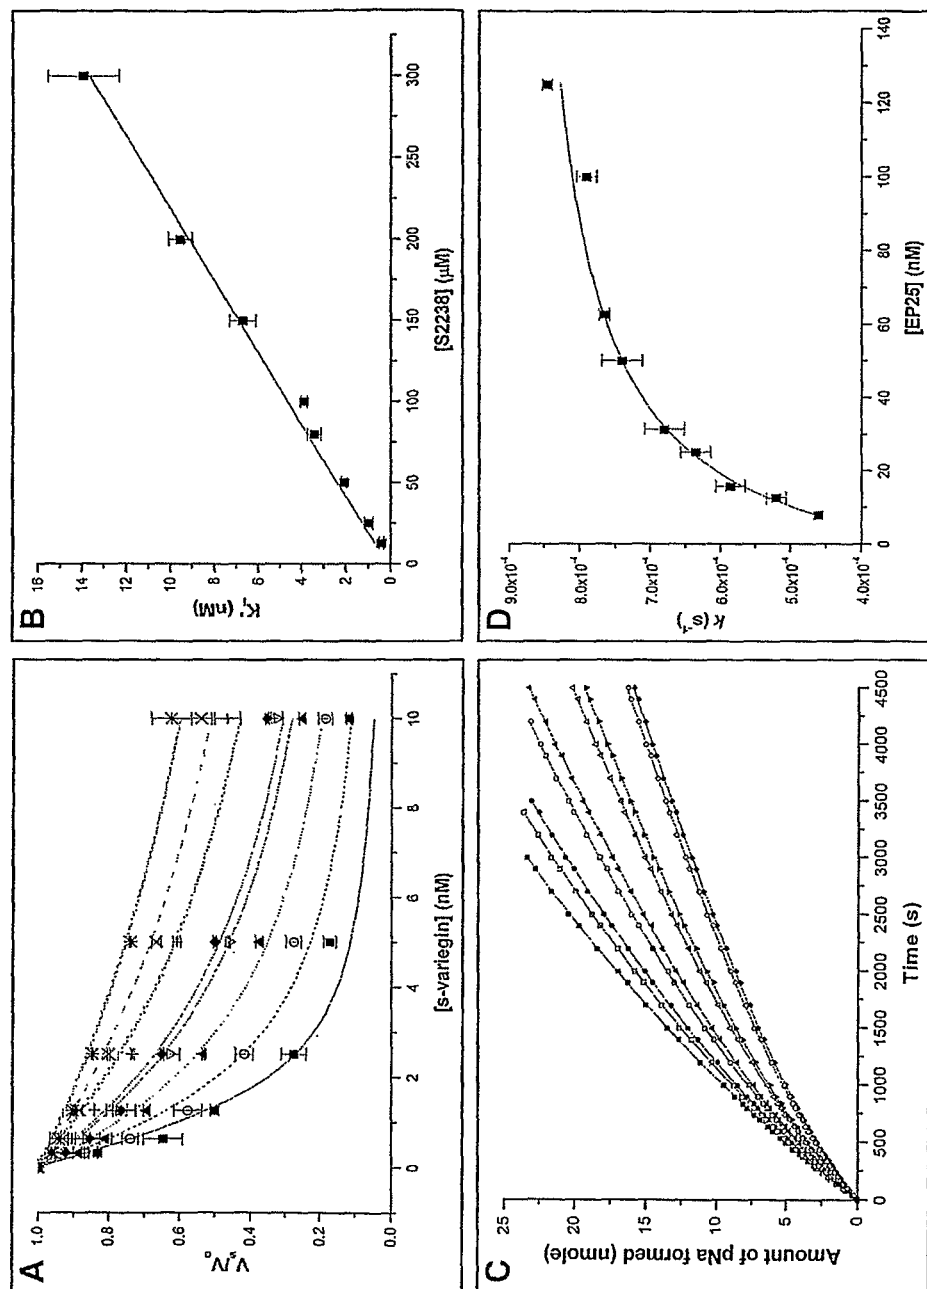 A
1.0
0.8
0.6
0.4
0.2
0.0
Vs/Vo
0
2
4
6
8
10
[s-variegin] (nM)
B
16
14
12
10
8
6
4
2
0
Ki' (nM)
0
50
100
150
200
250
300
[S2238] (μM)
C
25
20
15
10
5
0
Amount of pNa formed (nmole)
0
500
1000
1500
2000
2500
3000
3500
4000
4500
Time (s)
D
9.0x10⁻⁴
8.0x10⁻⁴
7.0x10⁻⁴
6.0x10⁻⁴
5.0x10⁻⁴
4.0x10⁻⁴
k (s⁻¹)
0
20
40
60
80
100
120
140
[EP25] (nM)